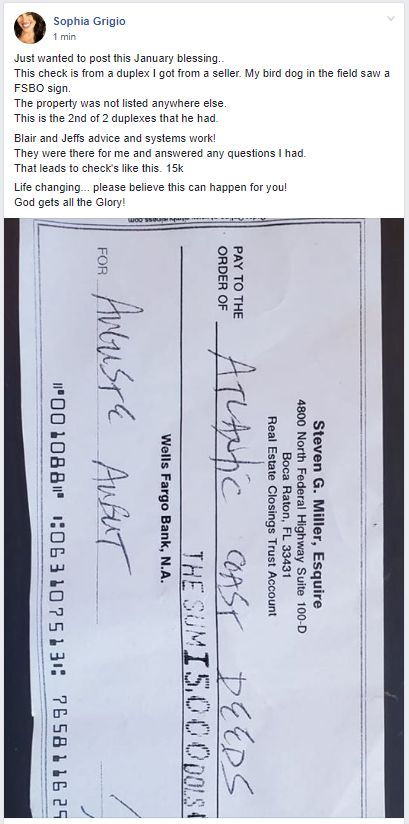 Sophia Grigio
1 min
Just wanted to post this January blessing..
This check is from a duplex I got from a seller. My bird dog in the field saw a
FSBO sign.
The property was not listed anywhere else.
This is the 2nd of 2 duplexes that he had.
Blair and Jeffs advice and systems work!
They were there for me and answered any questions I had.
That leads to check's like this. 15k
Life changing... please believe this can happen for you!
God gets all the Glory!
Steven G. Miller, Esquire
4800 North Federal Highway Suite 100-D
Boca Raton, FL 33431
Real Estate Closings Trust Account
PAY TO THE
ORDER OF ATLANTIC COAST DEEDS
THE SUM 15,000 DOLS
Wells Fargo Bank, N.A.
FOR
⑈001088⑈ ⑆063107513⑆ 765811629